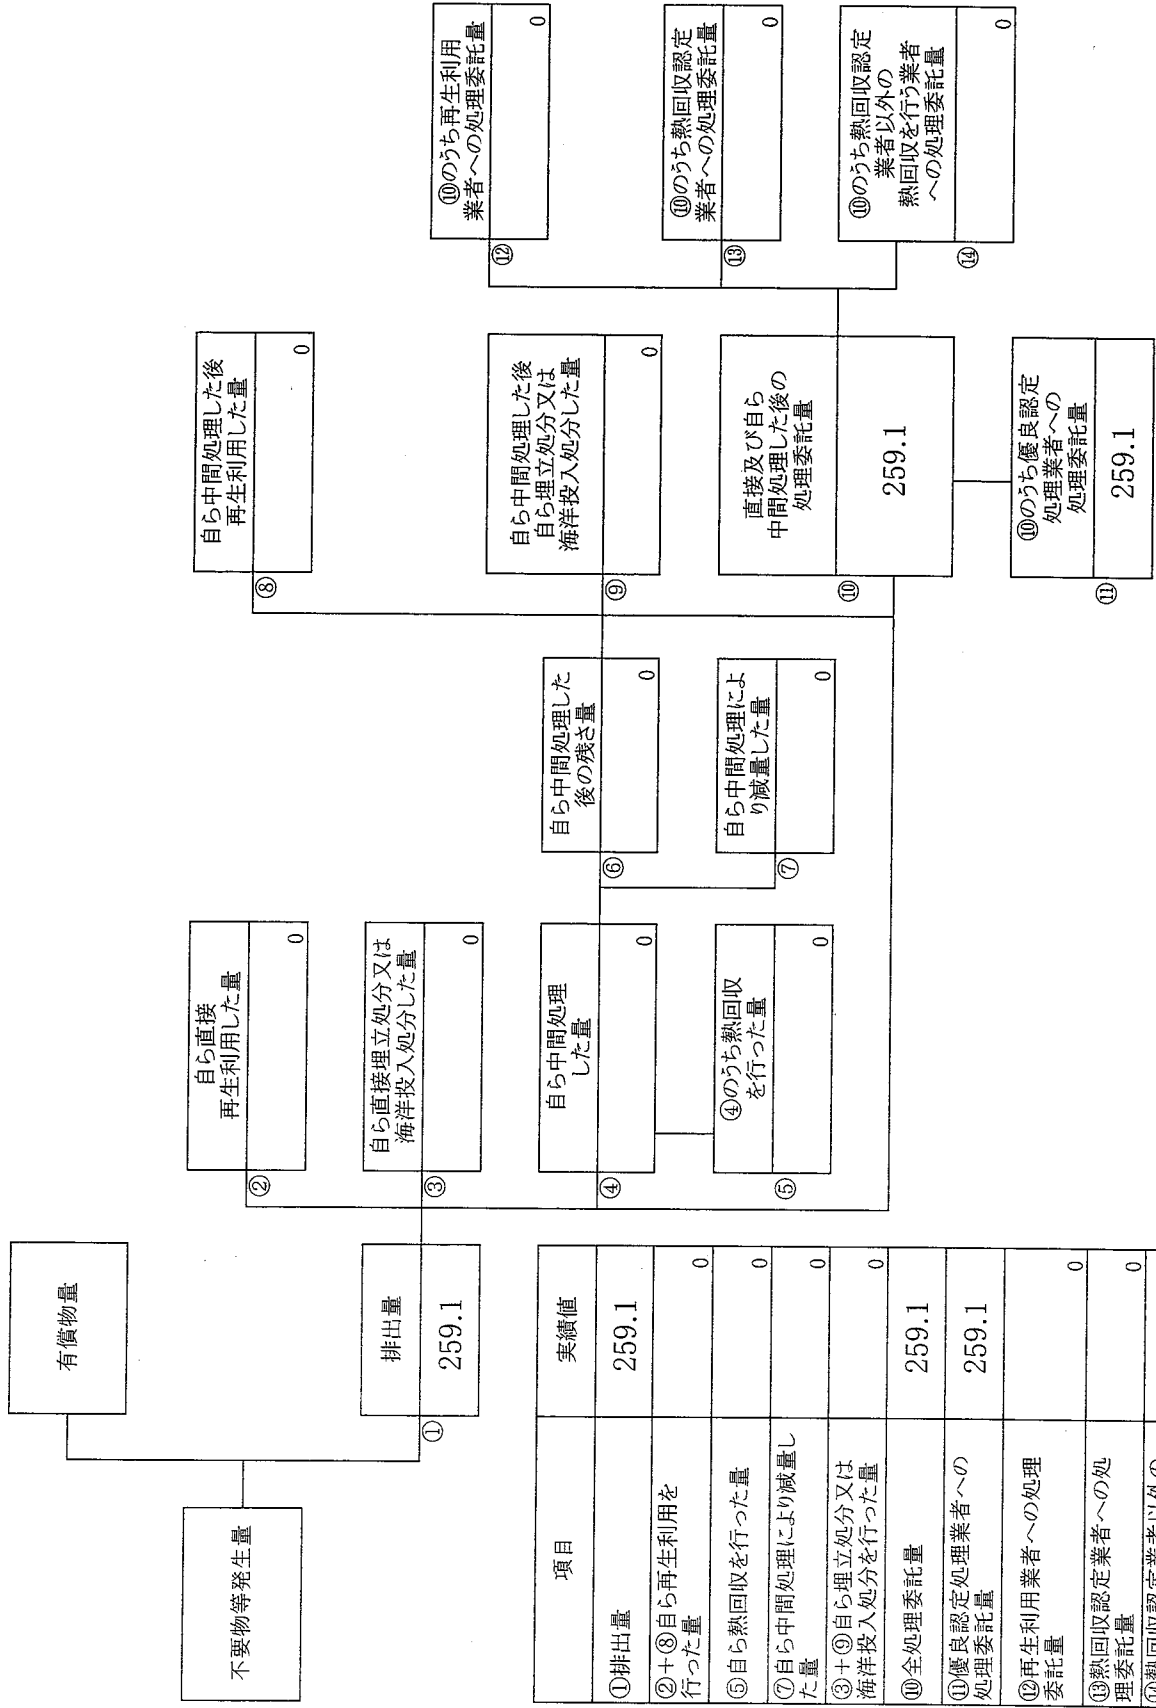 不要物等発生量
有償物量
①
排出量
259.1
②
自ら直接
再生利用した量
0
③
自ら直接埋立処分又は
海洋投入処分した量
0
④
自ら中間処理
した量
0
⑤
④のうち熱回収
を行った量
0
⑥
自ら中間処理した
後の残さ量
0
⑦
自ら中間処理によ
り減量した量
0
⑧
自ら中間処理した後
再生利用した量
0
⑨
自ら中間処理した後
自ら埋立処分又は
海洋投入処分した量
0
⑩
直接及び自ら
中間処理した後の
処理委託量
259.1
⑪
⑩のうち優良認定
処理業者への
処理委託量
259.1
⑫
⑩のうち再生利用
業者への処理委託量
0
⑬
⑩のうち熱回収認定
業者への処理委託量
0
⑭
⑩のうち熱回収認定
業者以外の
熱回収を行う業者
への処理委託量
0
項目 実績値
①排出量 259.1
②+⑧自ら再生利用を
行った量 0
⑤自ら熱回収を行った量 0
⑦自ら中間処理により減量し
た量 0
③+⑨自ら埋立処分又は
海洋投入処分を行った量 0
⑩全処理委託量 259.1
⑪優良認定処理業者への
処理委託量 259.1
⑫再生利用業者への処理
委託量 0
⑬熱回収認定業者への処
理委託量 0
⑭熱回収認定業者以外の